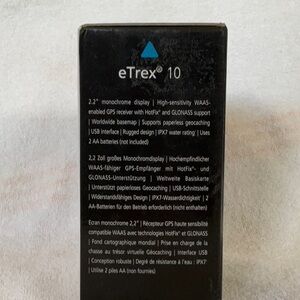 eTrex® 10
2.2" monochrome display | High-sensitivity WAAS-
enabled GPS receiver with HotFix® and GLONASS support
| Worldwide basemap | Supports paperless geocaching
| USB Interface | Rugged design | IPX7 water rating¹ | Uses
2 AA batteries (not included)
2,2 Zoll großes Monochromdisplay | Hochempfindlicher
WAAS-fähiger GPS-Empfänger mit HotFix®- und
GLONASS-Unterstützung | Weltweite Basiskarte
| Unterstützt papierloses Geocaching | USB-Schnittstelle
| Widerstandsfähiges Design | IPX7-Wasserdichtigkeit¹ | 2
AA-Batterien für den Betrieb erforderlich (nicht enthalten)
Ecran monochrome 2,2" | Récepteur GPS haute sensibilité
compatible WAAS avec technologies HotFix® et GLONASS
| Fond cartographique mondial | Prise en charge de la
chasse au trésor virtuelle Géocaching | Interface USB
| Conception robuste | Degré de résistance à l'eau : IPX7¹
| Utilise 2 piles AA (non fournies)